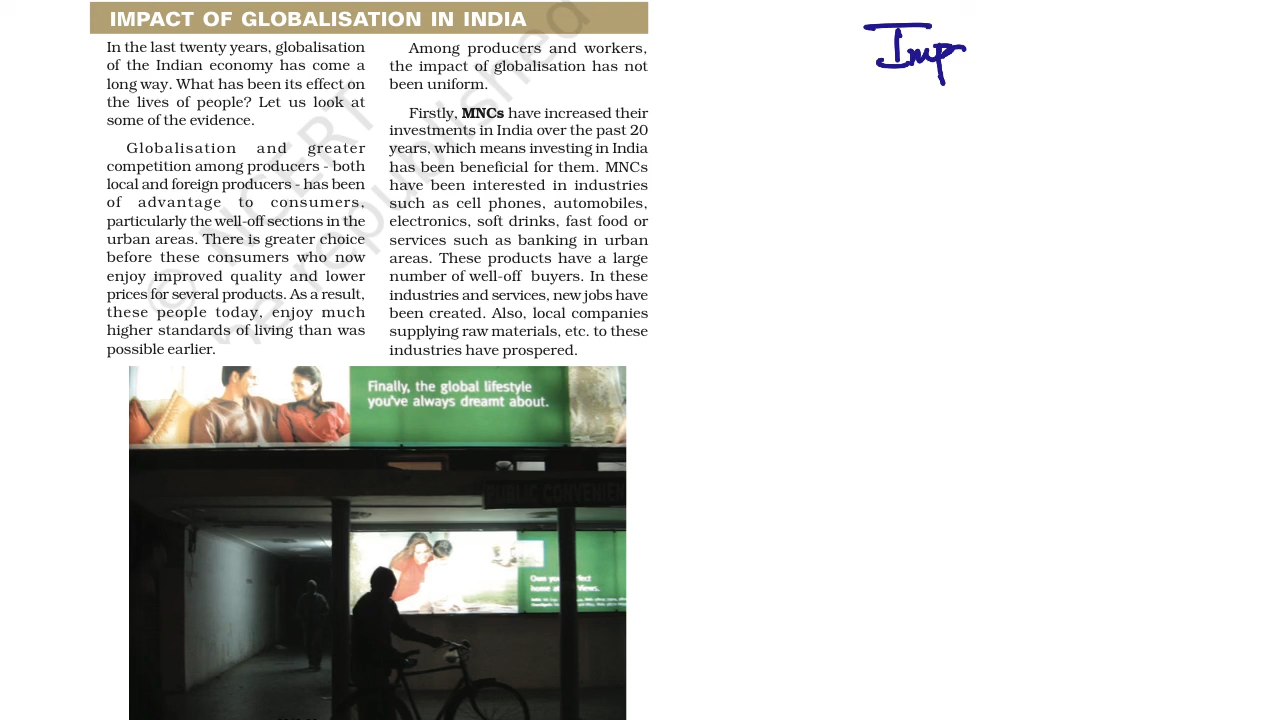 IMPACT OF GLOBALISATION IN INDIA
In the last twenty years, globalisation
of the Indian economy has come a
long way. What has been its effect on
the lives of people? Let us look at
some of the evidence.
Globalisation and greater
competition among producers - both
local and foreign producers - has been
of advantage to consumers,
particularly the well-off sections in the
urban areas. There is greater choice
before these consumers who now
enjoy improved quality and lower
prices for several products. As a result,
these people today, enjoy much
higher standards of living than was
possible earlier.
Among producers and workers,
the impact of globalisation has not
been uniform.
Firstly, MNCs have increased their
investments in India over the past 20
years, which means investing in India
has been beneficial for them. MNCs
have been interested in industries
such as cell phones, automobiles,
electronics, soft drinks, fast food or
services such as banking in urban
areas. These products have a large
number of well-off buyers. In these
industries and services, new jobs have
been created. Also, local companies
supplying raw materials, etc. to these
industries have prospered.
© NCERT
be republished
Finally, the global lifestyle
you've always dreamt about.
PUBLIC CONVENIEN
Own
home
Imp